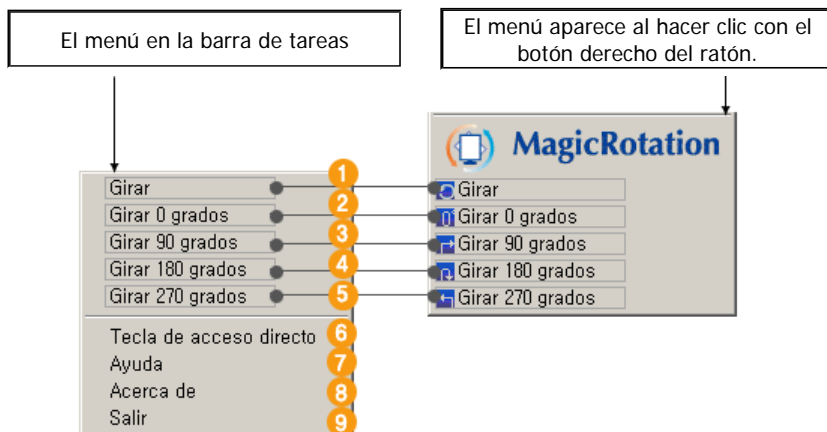 El menú en la barra de tareas
El menú aparece al hacer clic con el
botón derecho del ratón.
MagicRotation
Girar
Girar 0 grados
Girar 90 grados
Girar 180 grados
Girar 270 grados
Tecla de acceso directo
Ayuda
Acerca de
Salir
1
2
3
4
5
6
7
8
9
Girar
Girar 0 grados
Girar 90 grados
Girar 180 grados
Girar 270 grados